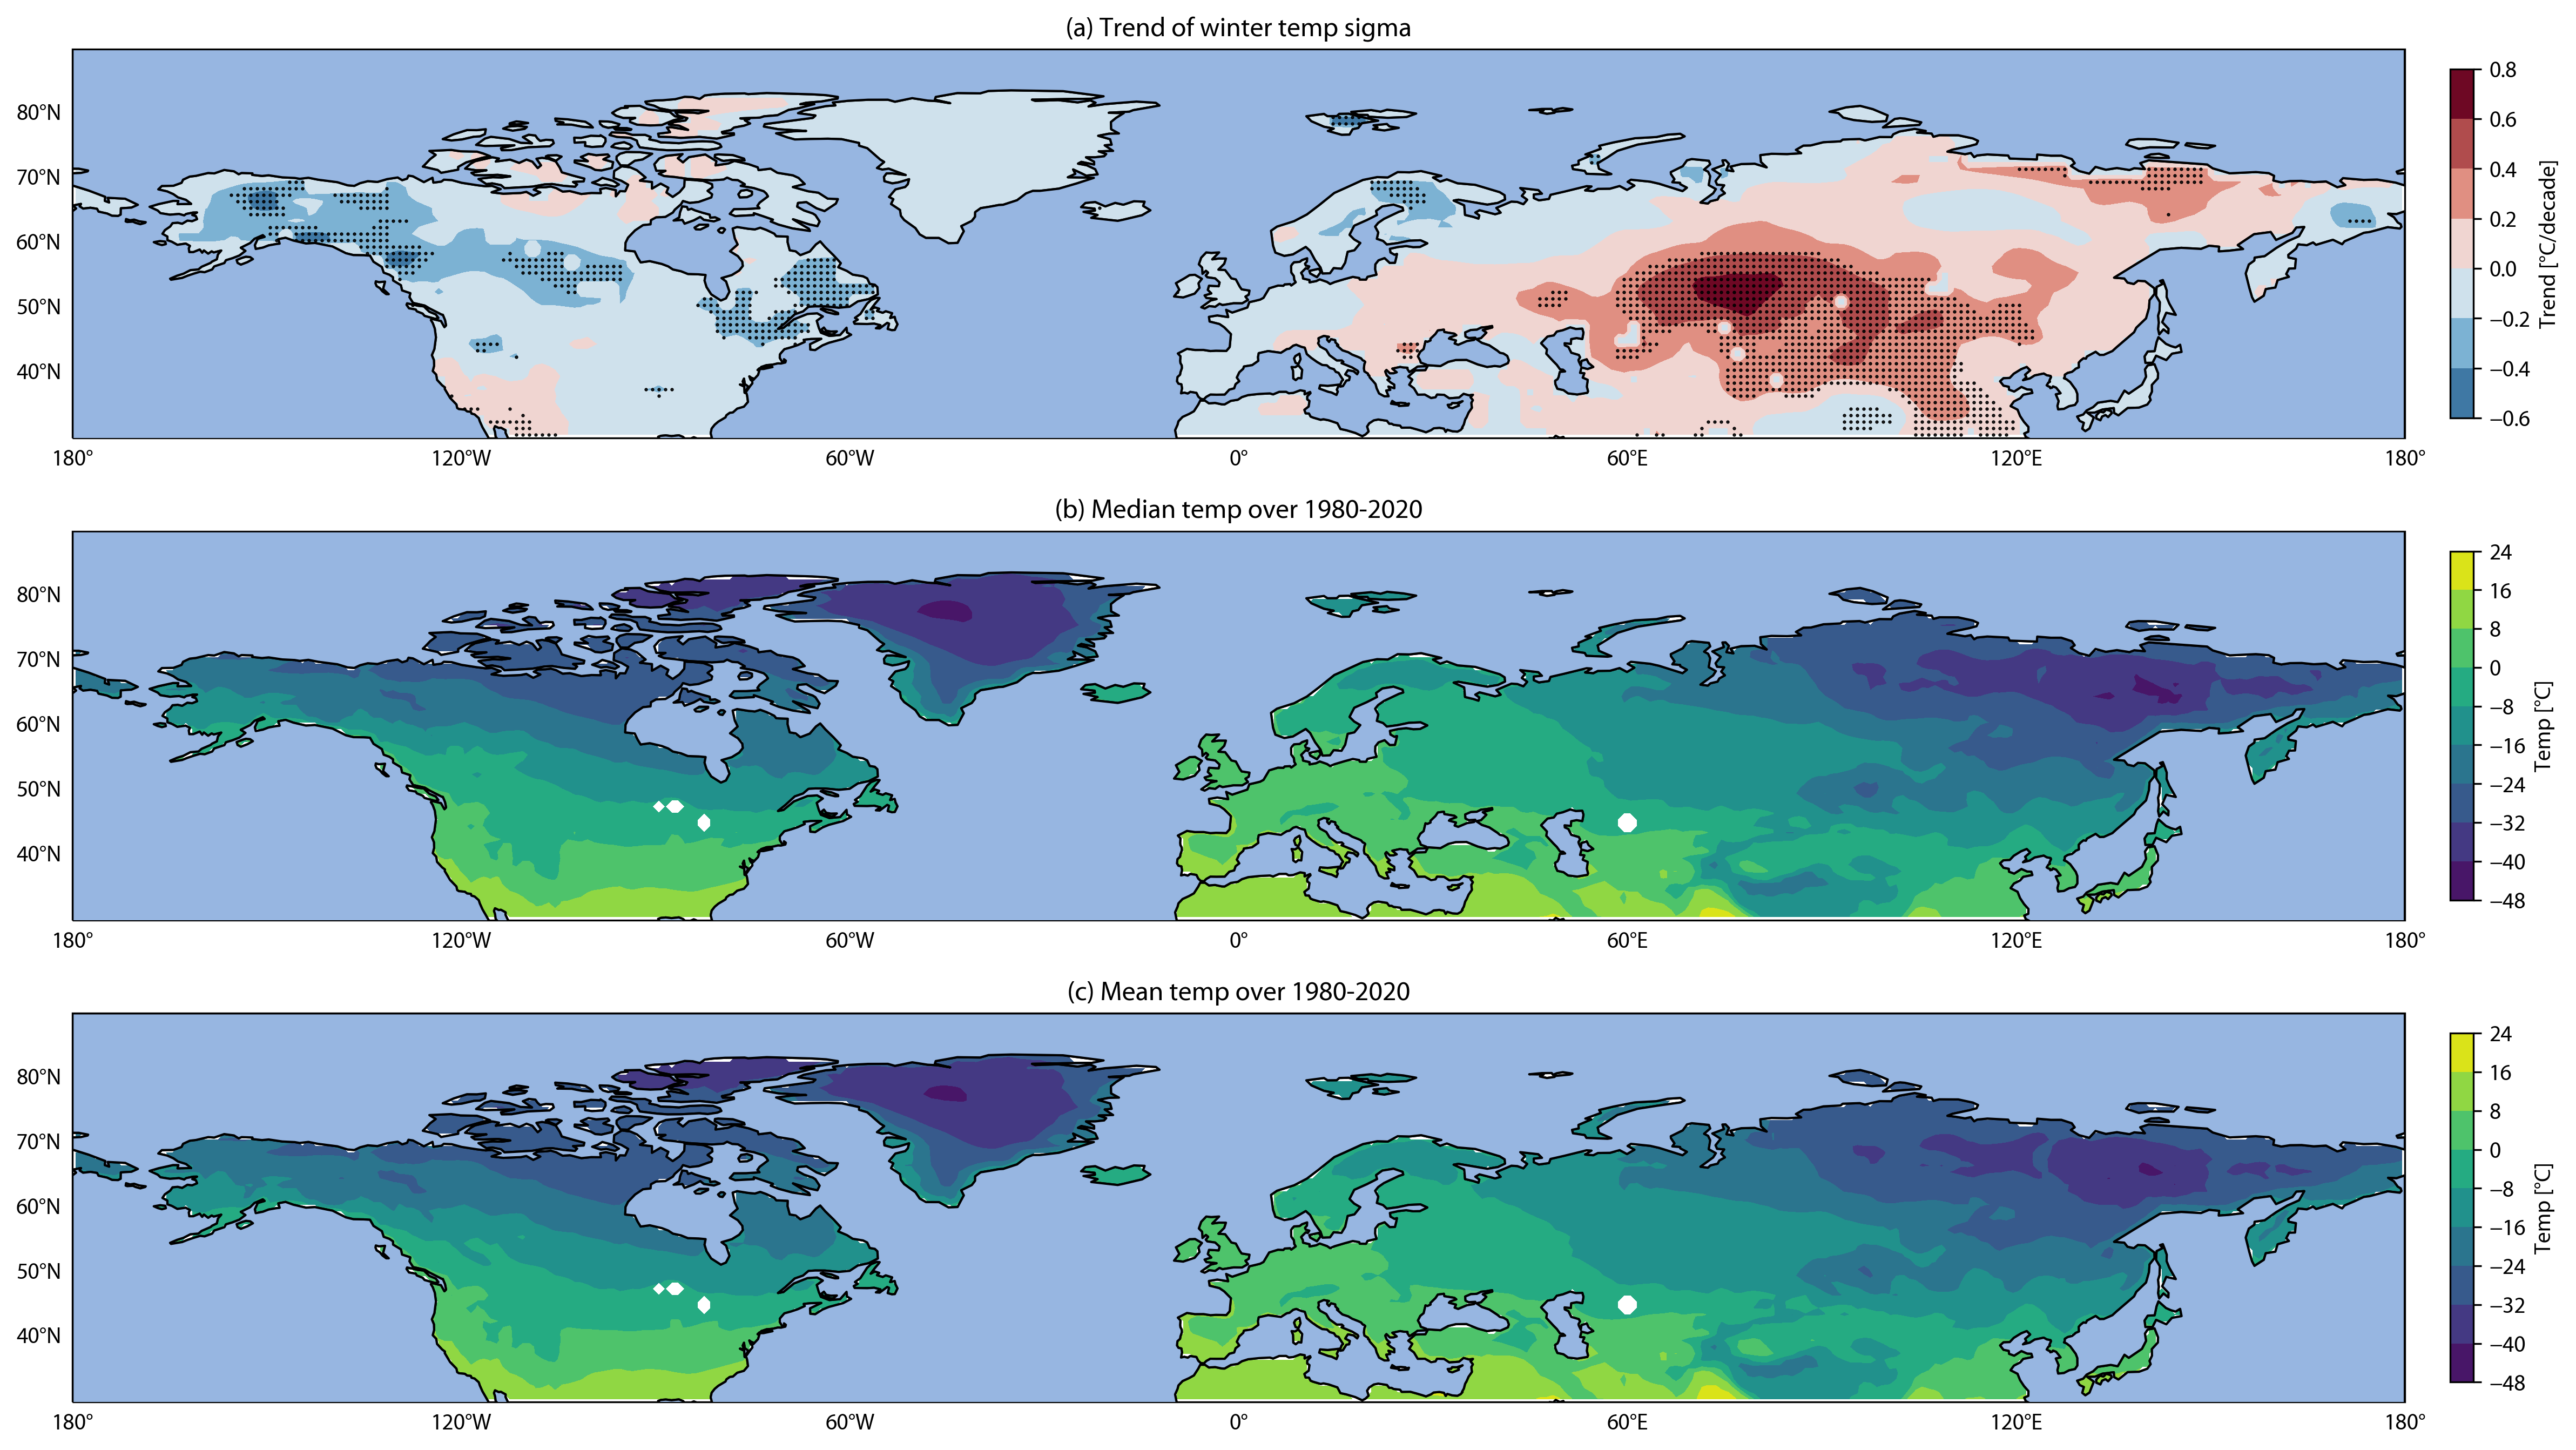 (a) Trend of winter temp sigma
80°N
70°N
60°N
50°N
40°N
180°
120°W
60°W
0°
60°E
120°E
180°
0.8
0.6
0.4
0.2
0.0
−0.2
−0.4
−0.6
Trend [°C/decade]
(b) Median temp over 1980-2020
80°N
70°N
60°N
50°N
40°N
180°
120°W
60°W
0°
60°E
120°E
180°
24
16
8
0
−8
−16
−24
−32
−40
−48
Temp [°C]
(c) Mean temp over 1980-2020
80°N
70°N
60°N
50°N
40°N
180°
120°W
60°W
0°
60°E
120°E
180°
24
16
8
0
−8
−16
−24
−32
−40
−48
Temp [°C]